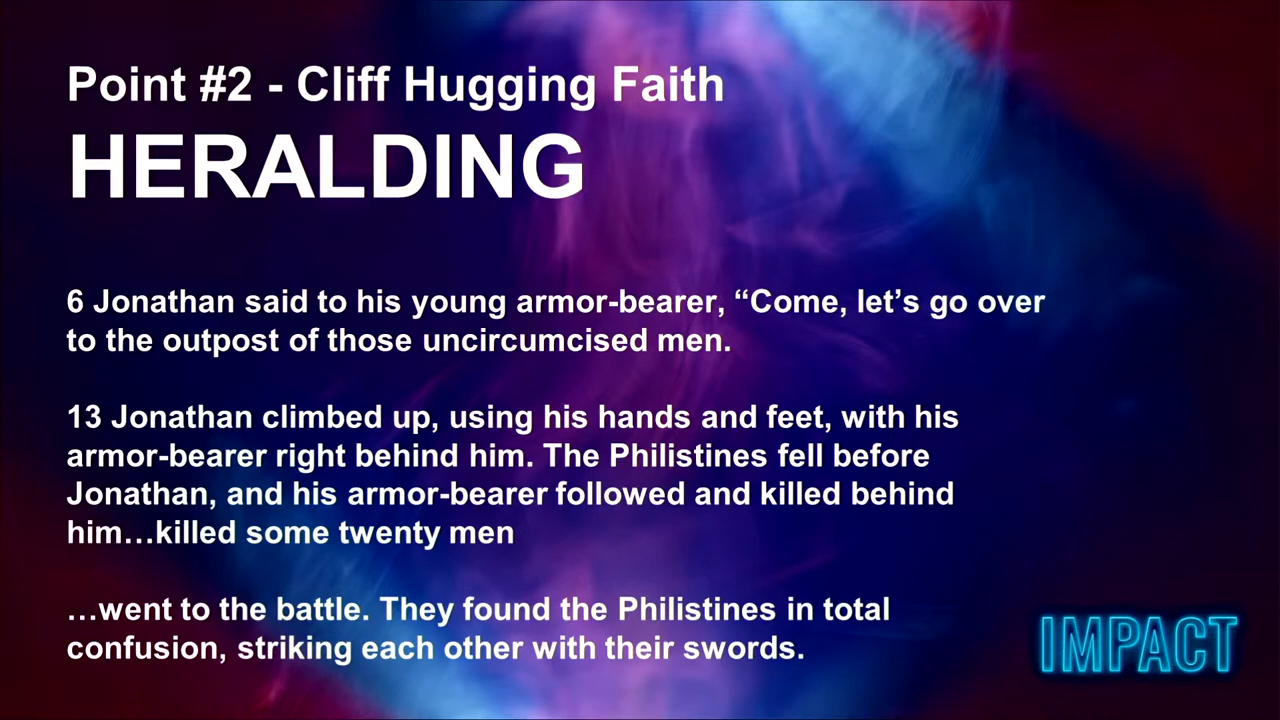 Point #2 - Cliff Hugging Faith
HERALDING
6 Jonathan said to his young armor-bearer, “Come, let’s go over
to the outpost of those uncircumcised men.
13 Jonathan climbed up, using his hands and feet, with his
armor-bearer right behind him. The Philistines fell before
Jonathan, and his armor-bearer followed and killed behind
him…killed some twenty men
…went to the battle. They found the Philistines in total
confusion, striking each other with their swords.
IMPACT